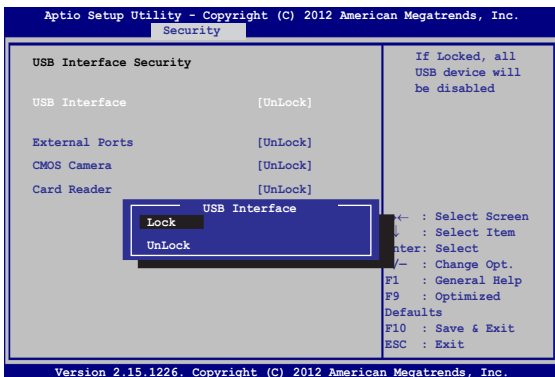 Aptio Setup Utility - Copyright (C) 2012 American Megatrends, Inc.
Security
USB Interface Security
USB Interface [UnLock]
External Ports [UnLock]
CMOS Camera [UnLock]
Card Reader [UnLock]
USB Interface
Lock
UnLock
If Locked, all
USB device will
be disabled
→← : Select Screen
↓ : Select Item
nter: Select
/— : Change Opt.
F1 : General Help
F9 : Optimized
Defaults
F10 : Save & Exit
ESC : Exit
Version 2.15.1226. Copyright (C) 2012 American Megatrends, Inc.